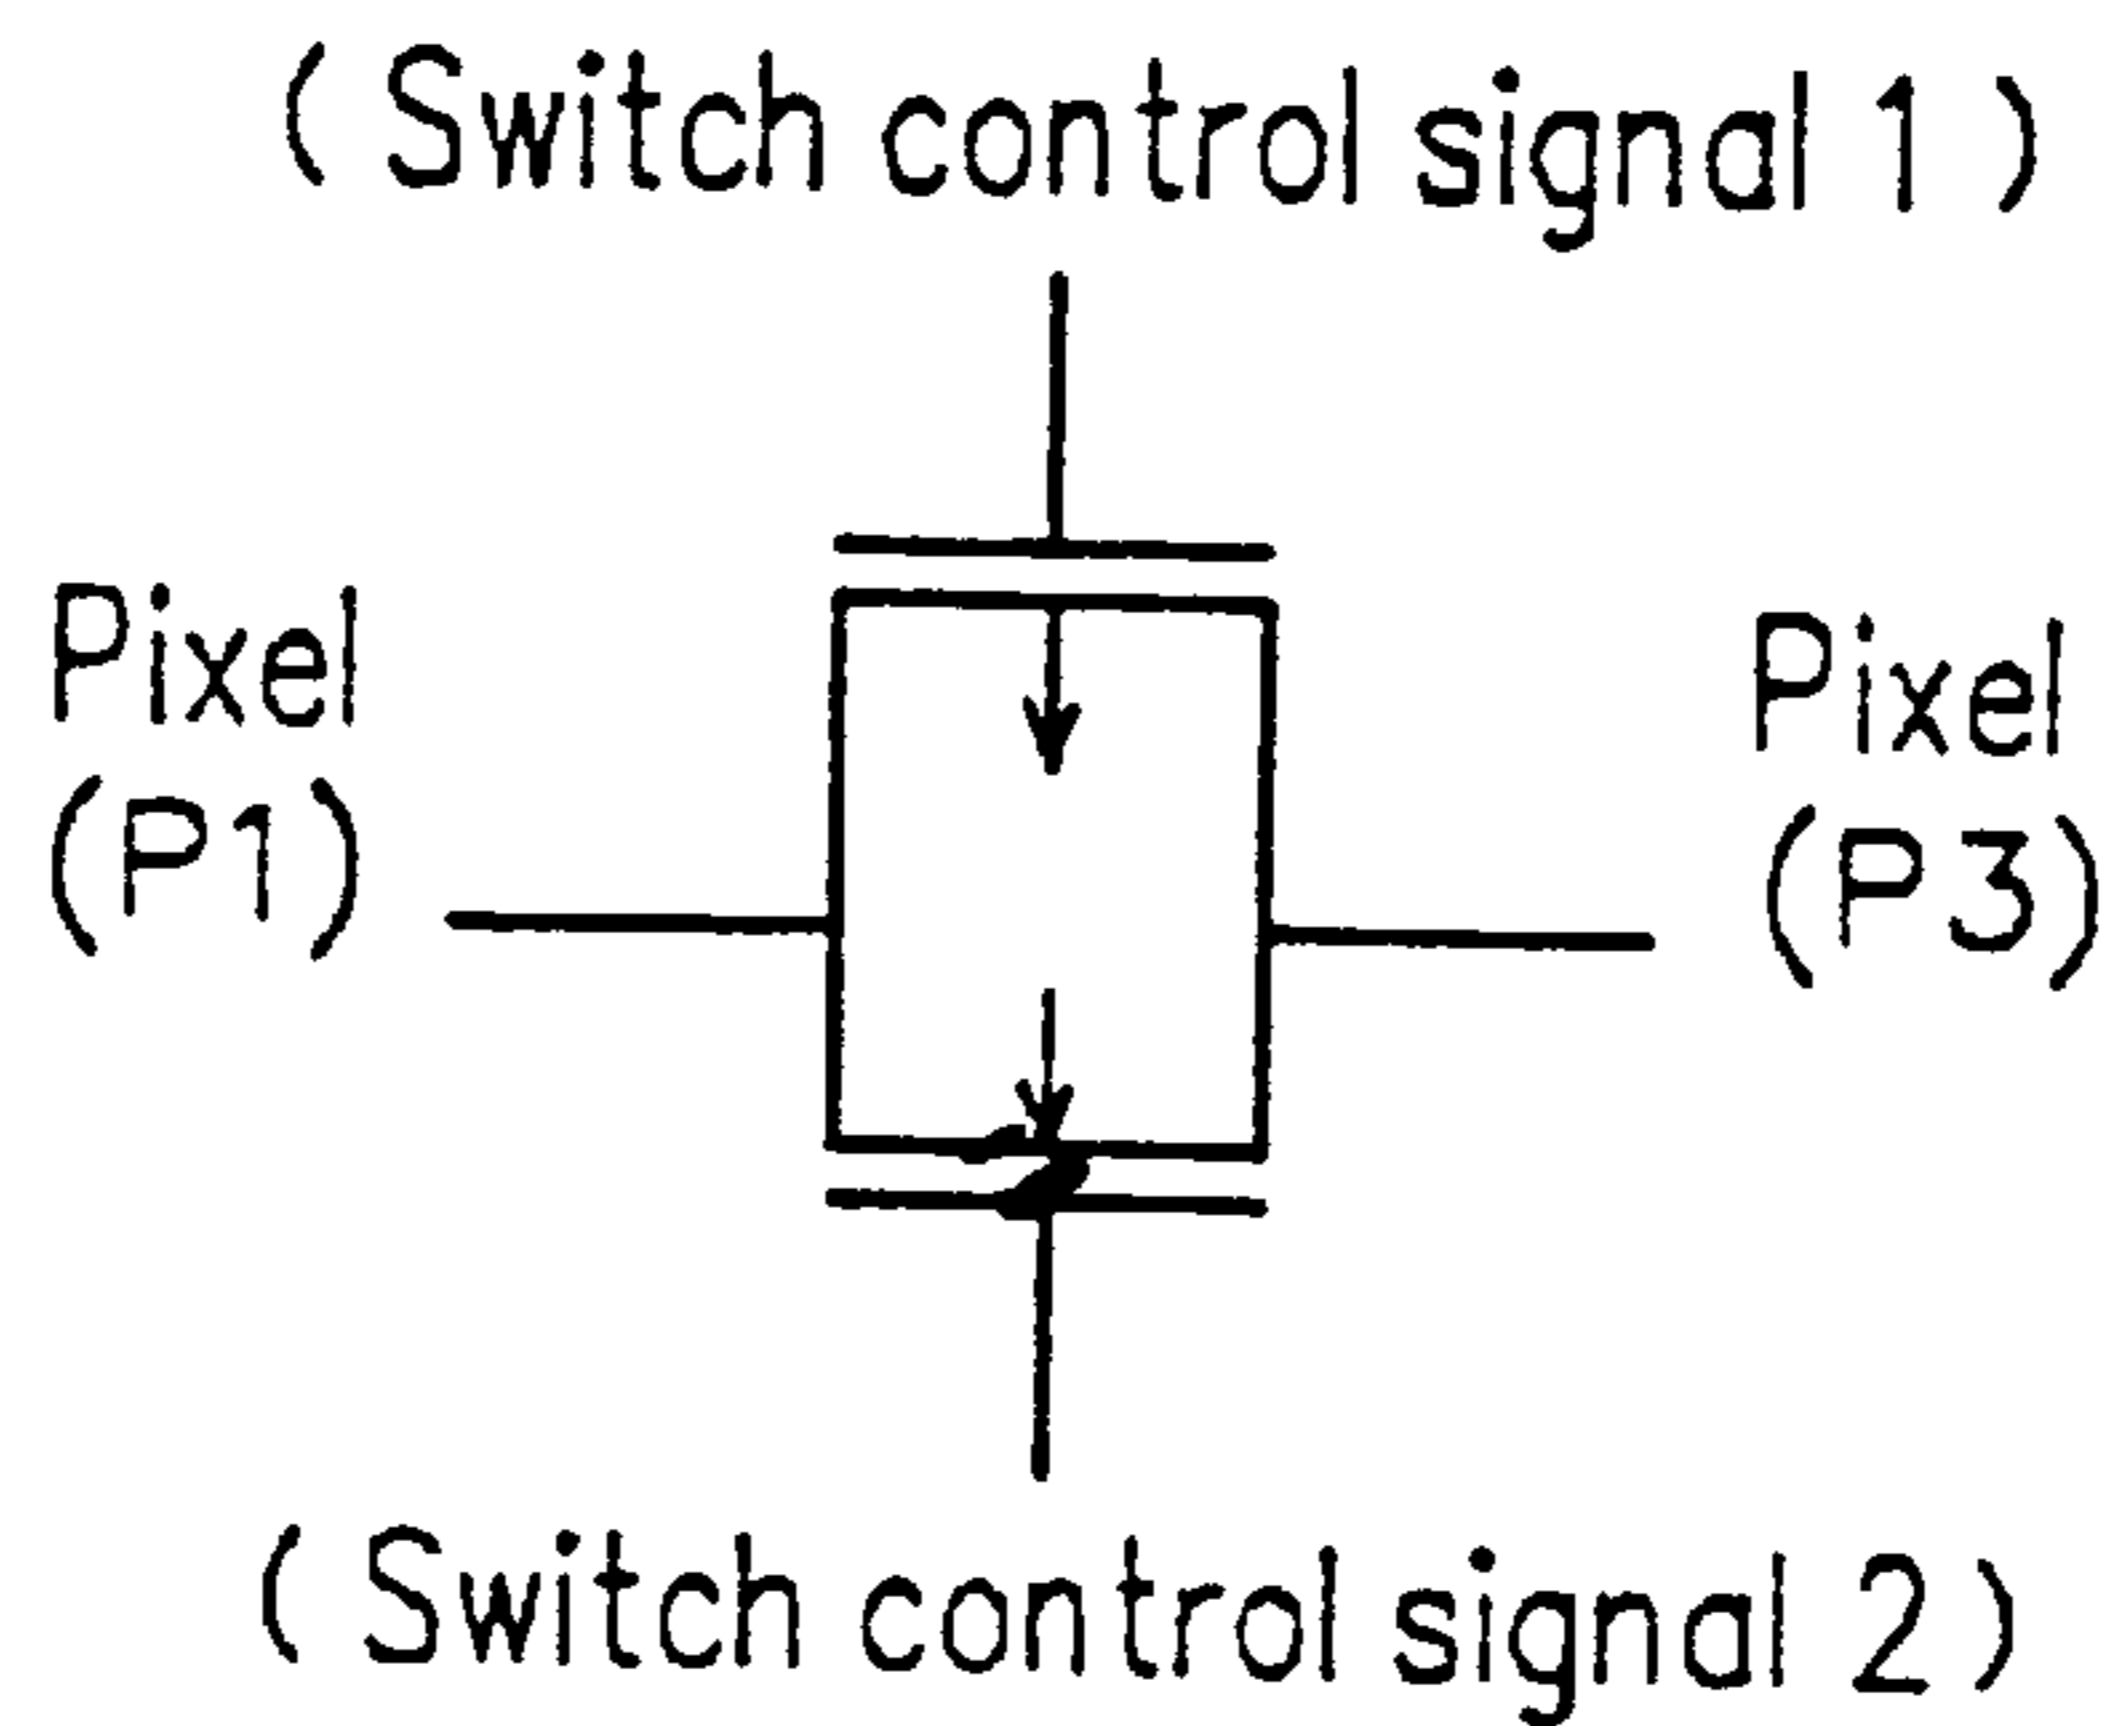 ( Switch control signal 1 )
Pixel
(P1)
Pixel
(P3)
( Switch control signal 2 )